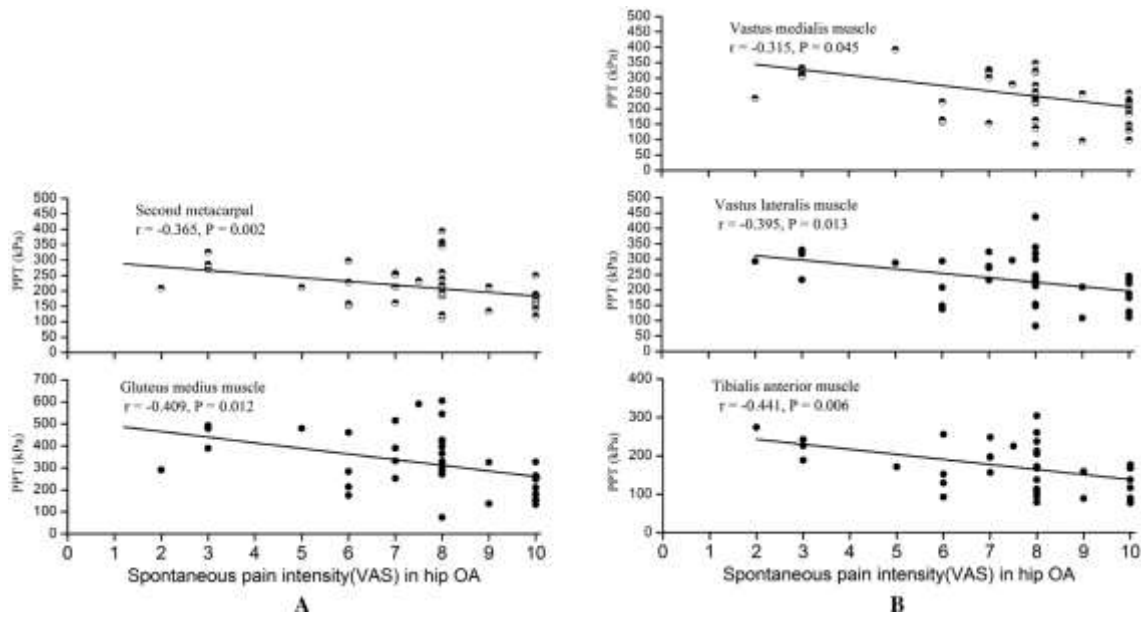 500
450
400
350
300
250
200
150
100
50
0
PPT (kPa)
Second metacarpal
r = -0.365, P = 0.002
700
600
500
400
300
200
100
0
PPT (kPa)
Gluteus medius muscle
r = -0.409, P = 0.012
0 1 2 3 4 5 6 7 8 9 10
Spontaneous pain intensity(VAS) in hip OA
A
500
450
400
350
300
250
200
150
100
50
0
PPT (kPa)
Vastus medialis muscle
r = -0.315, P = 0.045
500
450
400
350
300
250
200
150
100
50
0
PPT (kPa)
Vastus lateralis muscle
r = -0.395, P = 0.013
400
300
200
100
0
PPT (kPa)
Tibialis anterior muscle
r = -0.441, P = 0.006
0 1 2 3 4 5 6 7 8 9 10
Spontaneous pain intensity(VAS) in hip OA
B